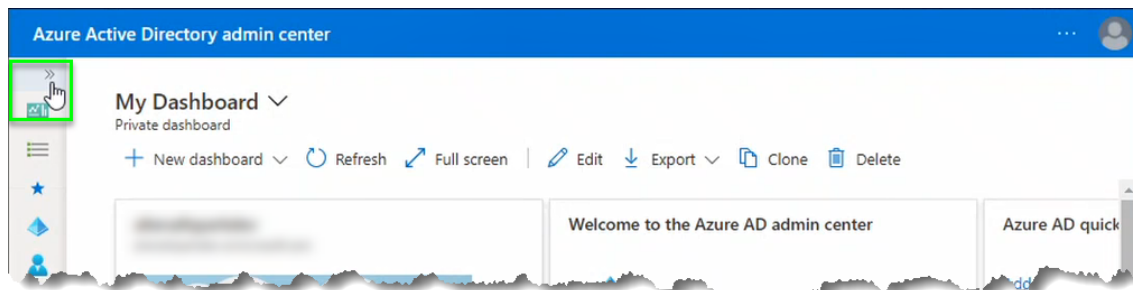 Azure Active Directory admin center
My Dashboard
Private dashboard
New dashboard Refresh Full screen Edit Export Clone Delete
Welcome to the Azure AD admin center
Azure AD quick